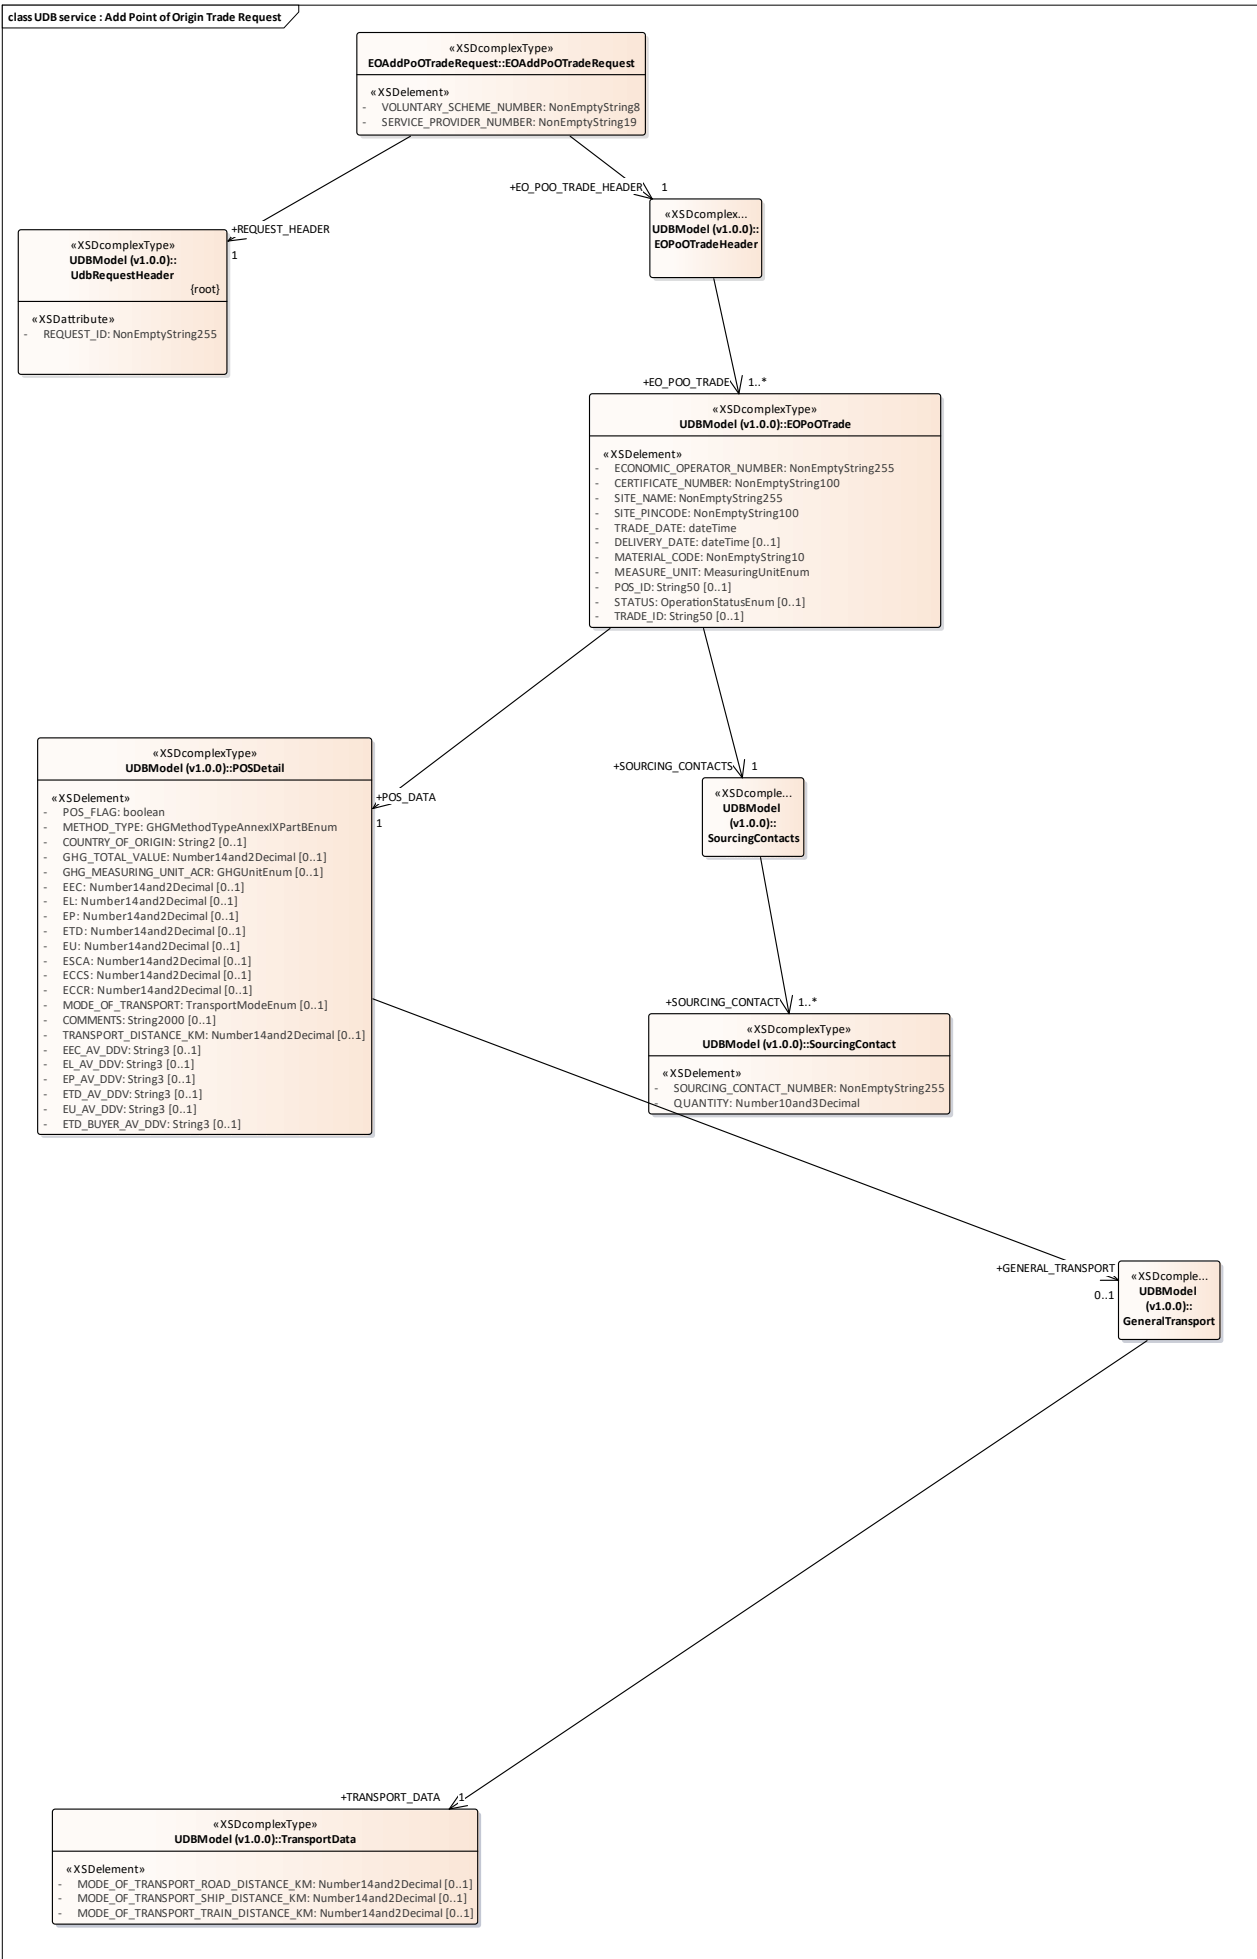 class UDB service : Add Point of Origin Trade Request
«XSDcomplexType»
EOAddPoOTradeRequest::EOAddPoOTradeRequest
«XSDelement»
- VOLUNTARY_SCHEME_NUMBER: NonEmptyString8
- SERVICE_PROVIDER_NUMBER: NonEmptyString19
+EO_POO_TRADE_HEADER 1
«XSDcomplex...
UDBModel (v1.0.0)::
EOPoOTradeHeader
+REQUEST_HEADER
1
«XSDcomplexType»
UDBModel (v1.0.0)::
UdbRequestHeader
{root}
«XSDattribute»
- REQUEST_ID: NonEmptyString255
+EO_POO_TRADE 1..*
«XSDcomplexType»
UDBModel (v1.0.0)::EOPoOTrade
«XSDelement»
- ECONOMIC_OPERATOR_NUMBER: NonEmptyString255
- CERTIFICATE_NUMBER: NonEmptyString100
- SITE_NAME: NonEmptyString255
- SITE_PINCODE: NonEmptyString100
- TRADE_DATE: dateTime
- DELIVERY_DATE: dateTime [0..1]
- MATERIAL_CODE: NonEmptyString10
- MEASURE_UNIT: MeasuringUnitEnum
- POS_ID: String50 [0..1]
- STATUS: OperationStatusEnum [0..1]
- TRADE_ID: String50 [0..1]
+POS_DATA
1
«XSDcomplexType»
UDBModel (v1.0.0)::POSDetail
«XSDelement»
- POS_FLAG: boolean
- METHOD_TYPE: GHGMethodTypeAnnexIXPartBEnum
- COUNTRY_OF_ORIGIN: String2 [0..1]
- GHG_TOTAL_VALUE: Number14and2Decimal [0..1]
- GHG_MEASURING_UNIT_ACR: GHGUnitEnum [0..1]
- EEC: Number14and2Decimal [0..1]
- EL: Number14and2Decimal [0..1]
- EP: Number14and2Decimal [0..1]
- ETD: Number14and2Decimal [0..1]
- EU: Number14and2Decimal [0..1]
- ESCA: Number14and2Decimal [0..1]
- ECCS: Number14and2Decimal [0..1]
- ECCR: Number14and2Decimal [0..1]
- MODE_OF_TRANSPORT: TransportModeEnum [0..1]
- COMMENTS: String2000 [0..1]
- TRANSPORT_DISTANCE_KM: Number14and2Decimal [0..1]
- EEC_AV_DDV: String3 [0..1]
- EL_AV_DDV: String3 [0..1]
- EP_AV_DDV: String3 [0..1]
- ETD_AV_DDV: String3 [0..1]
- EU_AV_DDV: String3 [0..1]
- ETD_BUYER_AV_DDV: String3 [0..1]
+SOURCING_CONTACTS 1
«XSDcomple...
UDBModel
(v1.0.0)::
SourcingContacts
+SOURCING_CONTACT 1..*
«XSDcomplexType»
UDBModel (v1.0.0)::SourcingContact
«XSDelement»
- SOURCING_CONTACT_NUMBER: NonEmptyString255
- QUANTITY: Number10and3Decimal
+GENERAL_TRANSPORT
0..1
«XSDcomple...
UDBModel
(v1.0.0)::
GeneralTransport
+TRANSPORT_DATA 1
«XSDcomplexType»
UDBModel (v1.0.0)::TransportData
«XSDelement»
- MODE_OF_TRANSPORT_ROAD_DISTANCE_KM: Number14and2Decimal [0..1]
- MODE_OF_TRANSPORT_SHIP_DISTANCE_KM: Number14and2Decimal [0..1]
- MODE_OF_TRANSPORT_TRAIN_DISTANCE_KM: Number14and2Decimal [0..1]